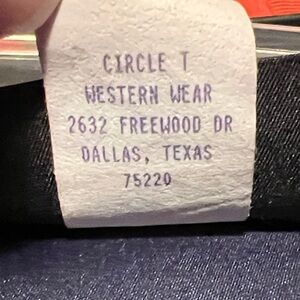 CIRCLE T
WESTERN WEAR
2632 FREEWOOD DR
DALLAS, TEXAS
75220